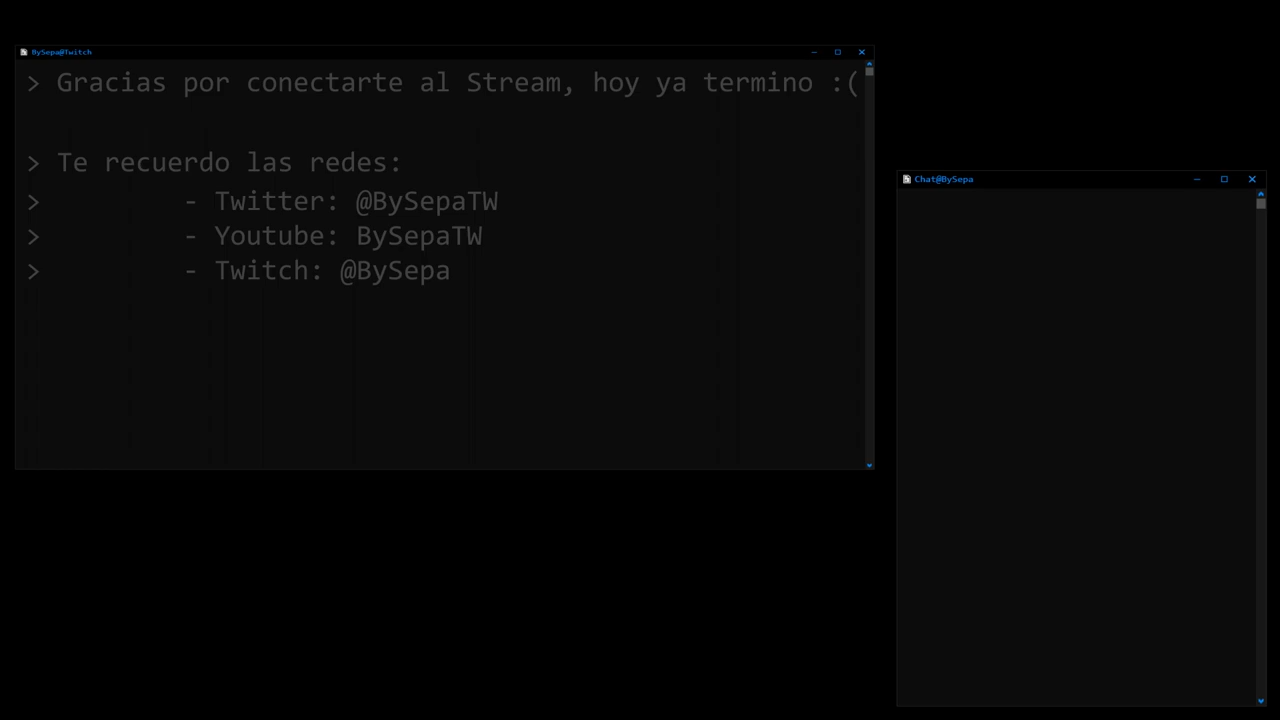 BySepa@Twitch
> Gracias por conectarte al Stream, hoy ya termino :(
> Te recuerdo las redes:
> - Twitter: @BySepaTW
> - Youtube: BySepaTW
> - Twitch: @BySepa
Chat@BySepa